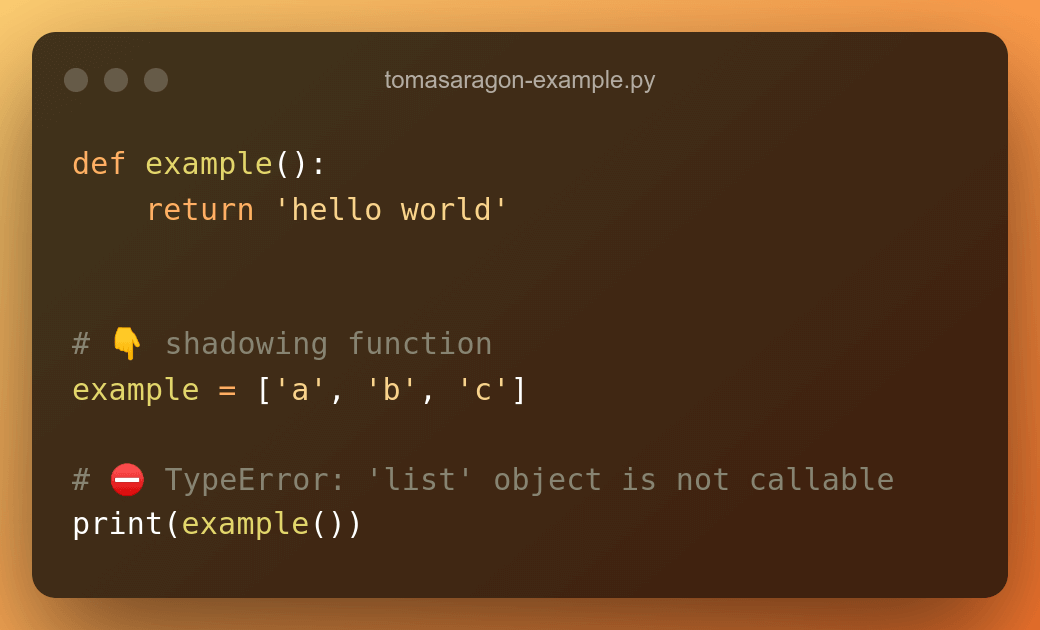 tomasaragon-example.py
def example():
    return 'hello world'
# 👇 shadowing function
example = ['a', 'b', 'c']
# ⛔ TypeError: 'list' object is not callable
print(example())